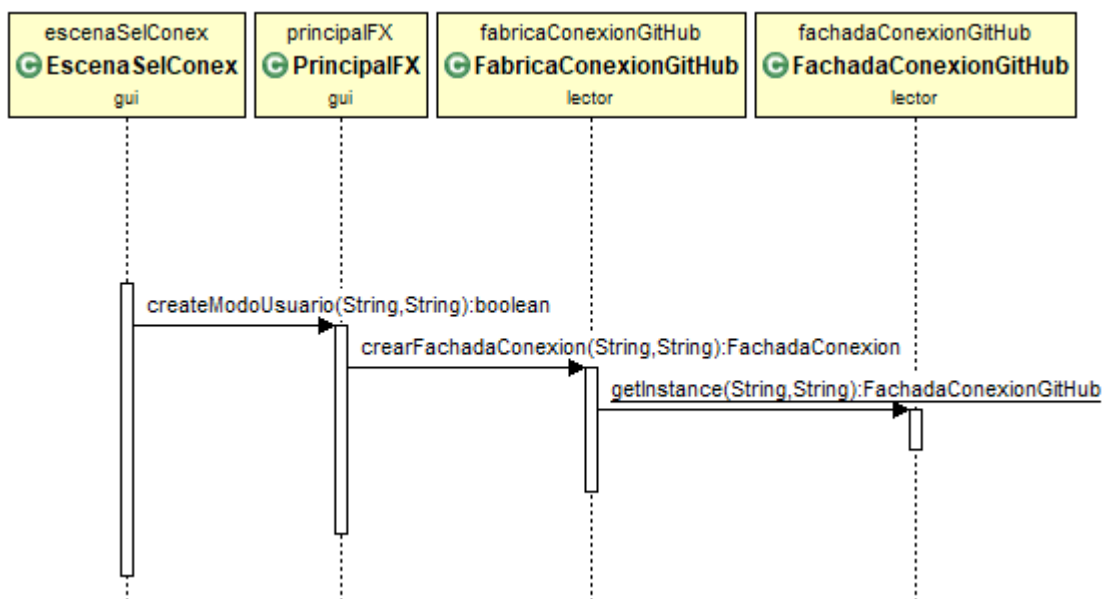 escenaSelConex
EscenaSelConex
gui
principalFX
PrincipalFX
gui
fabricaConexionGitHub
FabricaConexionGitHub
lector
fachadaConexionGitHub
FachadaConexionGitHub
lector
createModoUsuario(String,String):boolean
crearFachadaConexion(String,String):FachadaConexion
getInstance(String,String):FachadaConexionGitHub